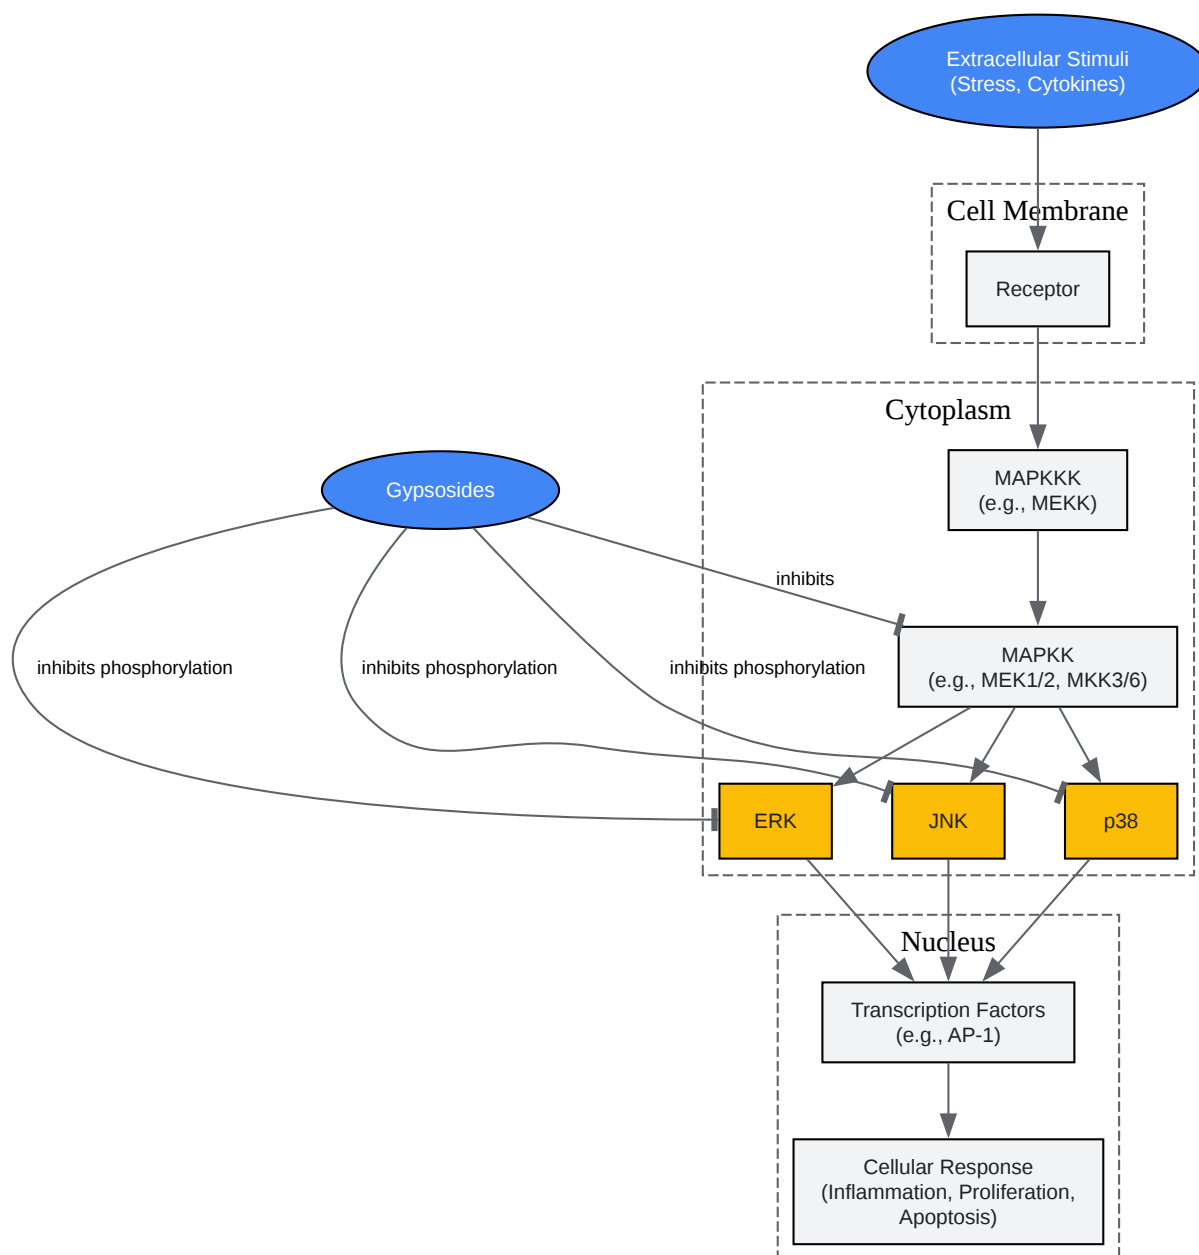 Extracellular Stimuli
(Stress, Cytokines)
Cell Membrane
Receptor
Cytoplasm
MAPKKK
(e.g., MEKK)
Gypsosides
inhibits
MAPKK
(e.g., MEK1/2, MKK3/6)
inhibits phosphorylation
inhibits phosphorylation
inhibits phosphorylation
ERK
JNK
p38
Nucleus
Transcription Factors
(e.g., AP-1)
Cellular Response
(Inflammation, Proliferation,
Apoptosis)